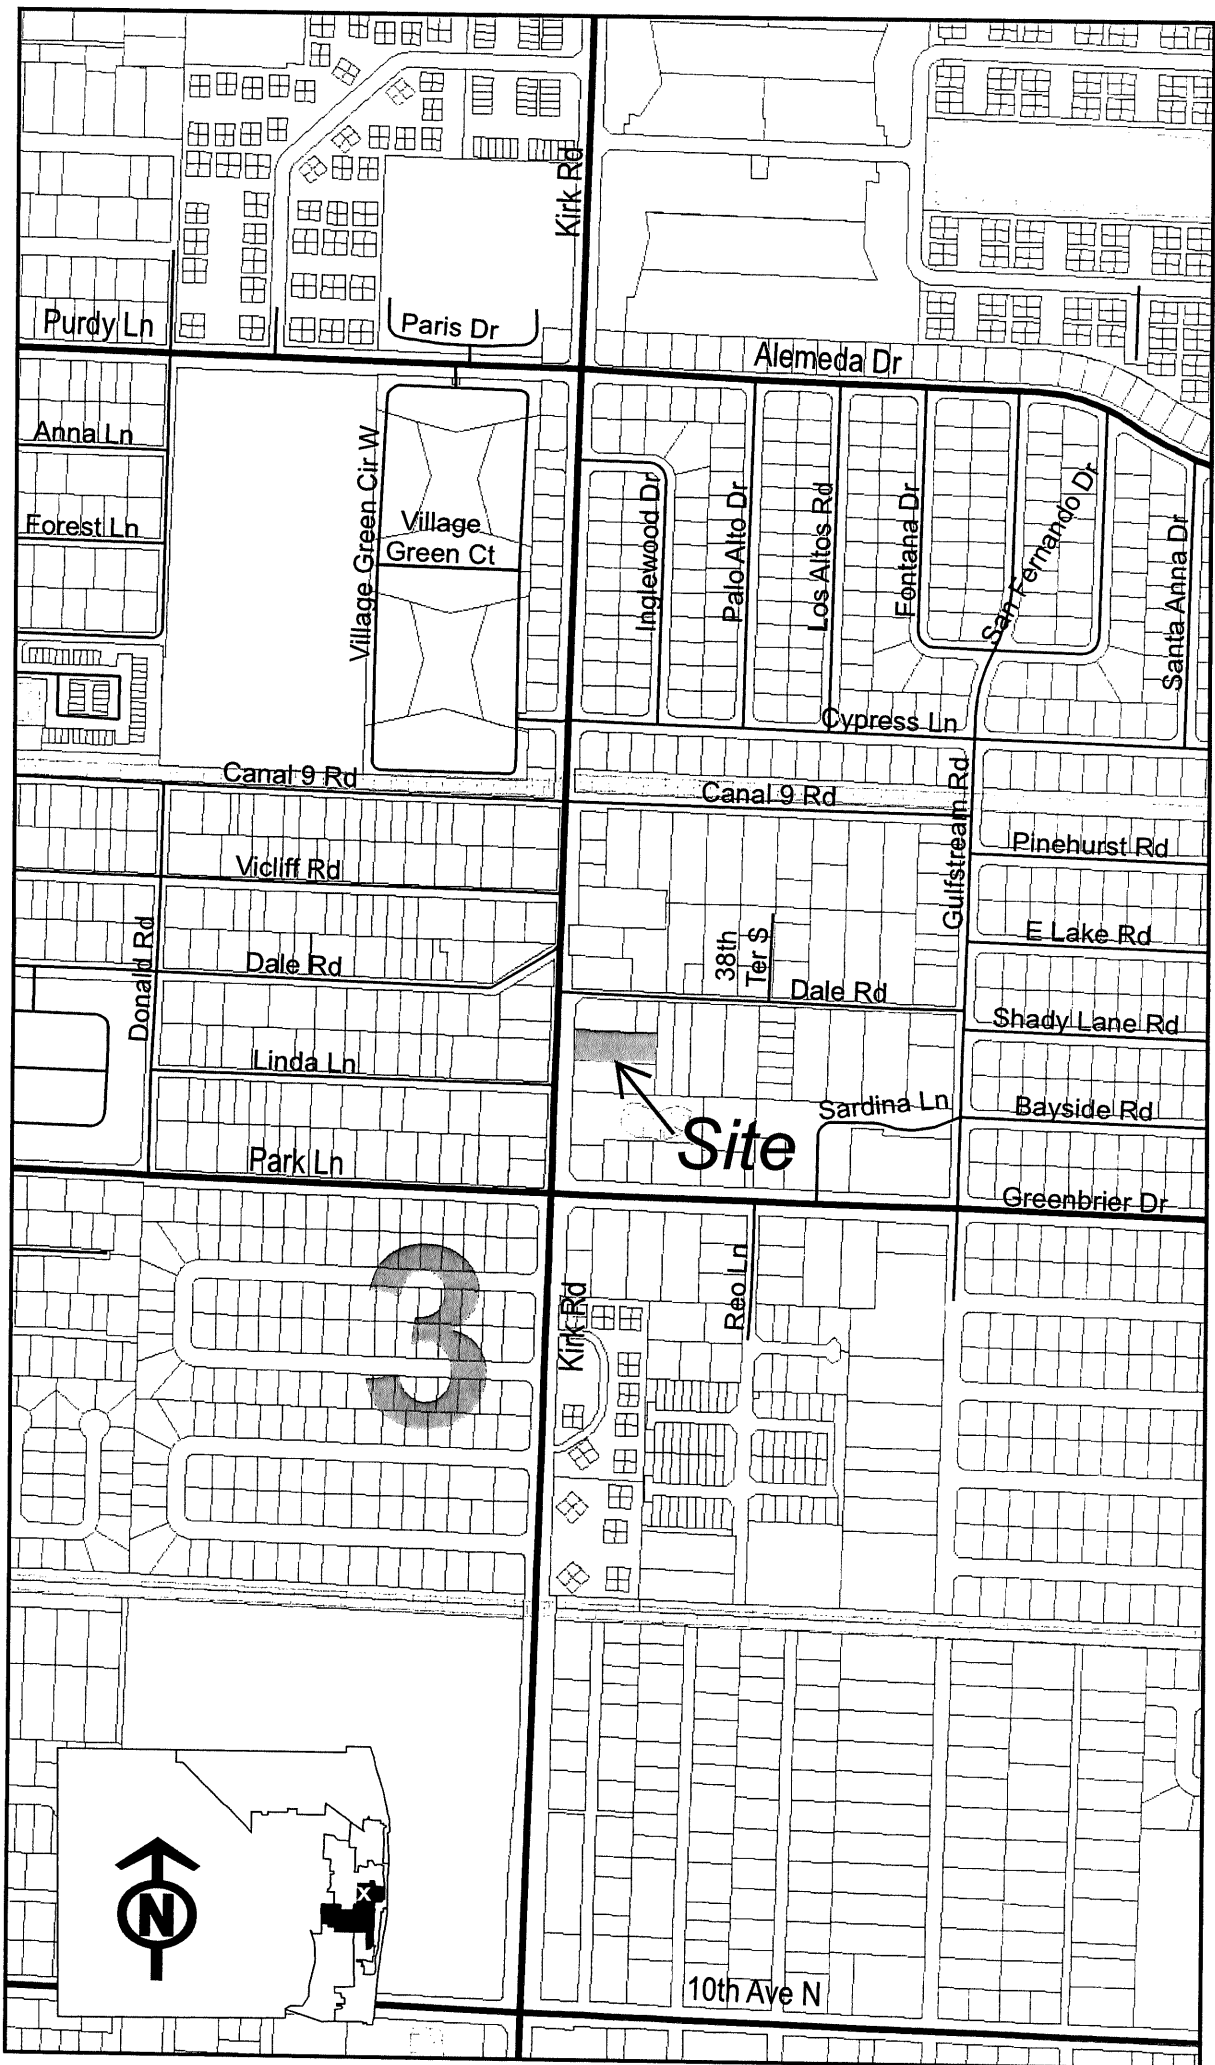 Kirk Rd
Purdy Ln
Paris Dr
Alemeda Dr
Anna Ln
Forest Ln
Village Green Cir W
Village
Green Ct
Inglewood Dr
Palo Alto Dr
Los Altos Rd
Fontana Dr
San Fernando Dr
Santa Anna Dr
Cypress Ln
Canal 9 Rd
Canal 9 Rd
Gulfstream Rd
Pinehurst Rd
Vicliff Rd
Donald Rd
38th
Ter S
E Lake Rd
Dale Rd
Dale Rd
Shady Lane Rd
Linda Ln
Sardina Ln
Bayside Rd
Site
Park Ln
Greenbrier Dr
3
Kirk Rd
Reo Ln
X
N
10th Ave N